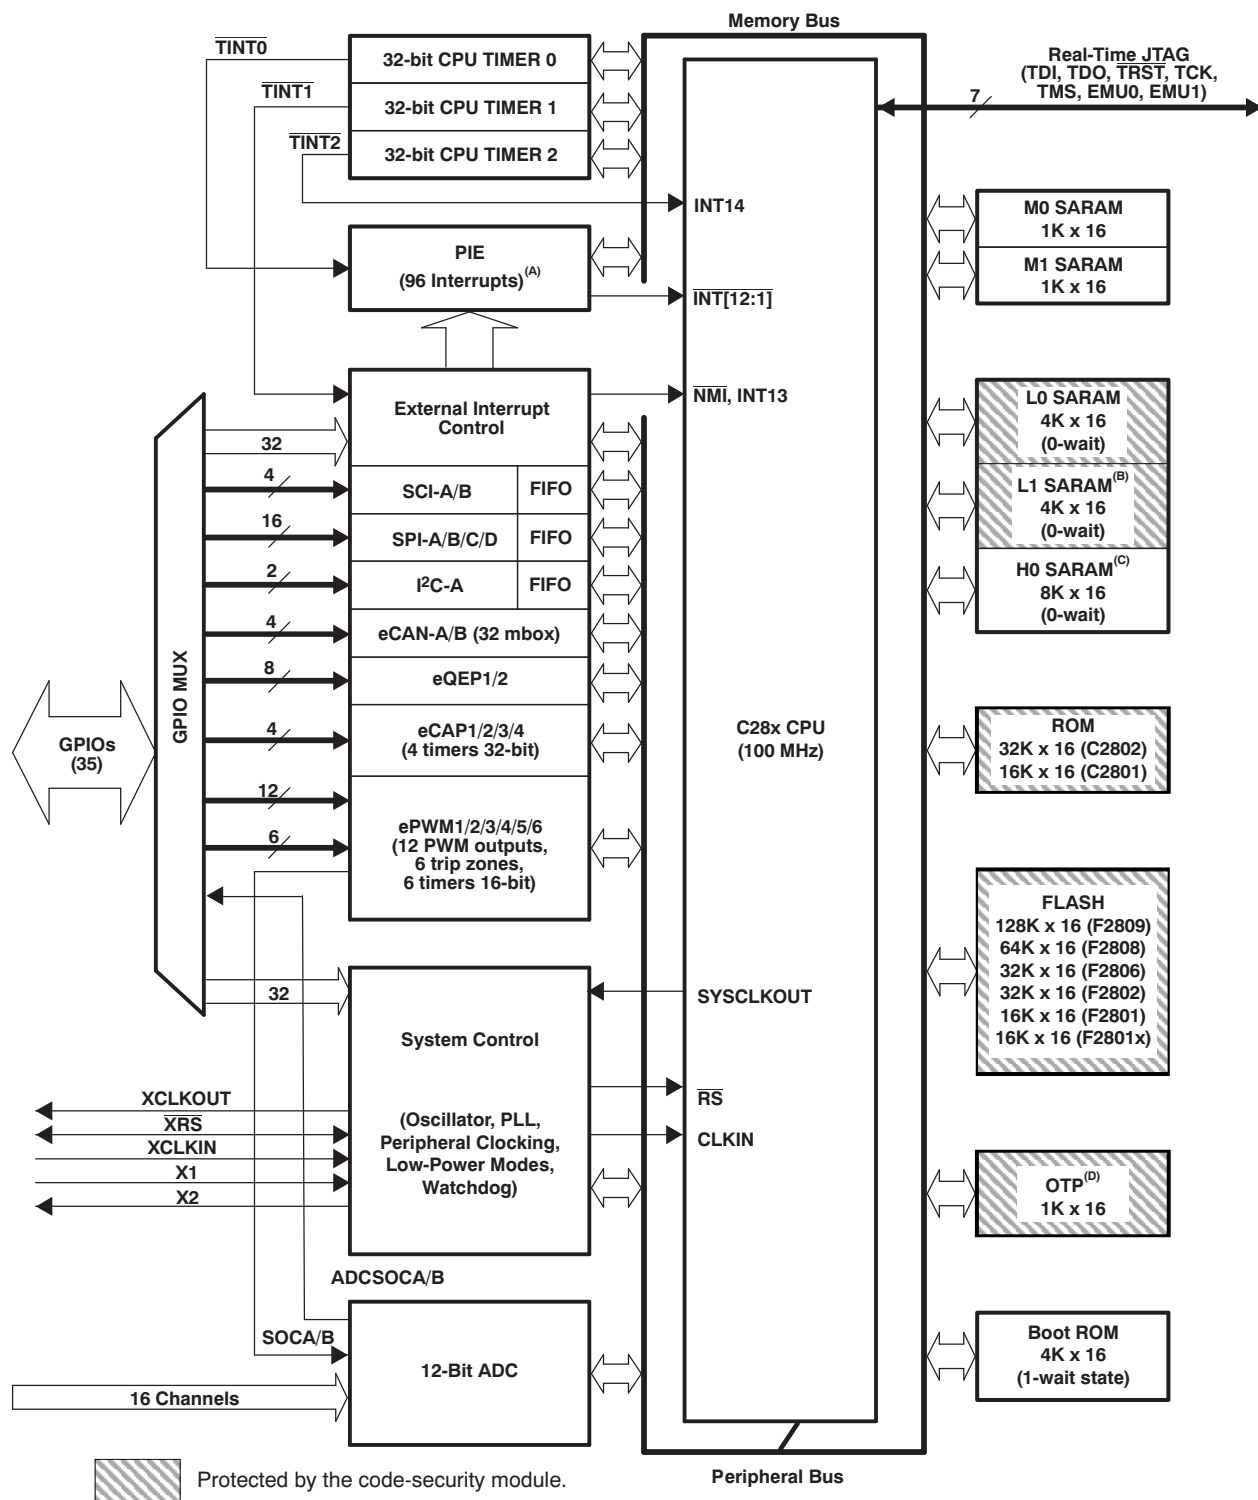 Memory Bus
TINT0
32-bit CPU TIMER 0
TINT1
32-bit CPU TIMER 1
TINT2
32-bit CPU TIMER 2
Real-Time JTAG
(TDI, TDO, TRST, TCK,
TMS, EMU0, EMU1)
7
INT14
M0 SARAM
1K x 16
M1 SARAM
1K x 16
PIE
(96 Interrupts)(A)
INT[12:1]
External Interrupt
Control
NMI, INT13
32
L0 SARAM
4K x 16
(0-wait)
L1 SARAM(B)
4K x 16
(0-wait)
H0 SARAM(C)
8K x 16
(0-wait)
4
SCI-A/B
FIFO
16
SPI-A/B/C/D
FIFO
2
I2C-A
FIFO
4
eCAN-A/B (32 mbox)
8
eQEP1/2
4
eCAP1/2/3/4
(4 timers 32-bit)
12
6
ePWM1/2/3/4/5/6
(12 PWM outputs,
6 trip zones,
6 timers 16-bit)
GPIO MUX
GPIOs
(35)
C28x CPU
(100 MHz)
ROM
32K x 16 (C2802)
16K x 16 (C2801)
FLASH
128K x 16 (F2809)
64K x 16 (F2808)
32K x 16 (F2806)
32K x 16 (F2802)
16K x 16 (F2801)
16K x 16 (F2801x)
32
SYSCLKOUT
System Control
(Oscillator, PLL,
Peripheral Clocking,
Low-Power Modes,
Watchdog)
RS
CLKIN
XCLKOUT
XRS
XCLKIN
X1
X2
OTP(D)
1K x 16
ADCSOCA/B
SOCA/B
12-Bit ADC
16 Channels
Boot ROM
4K x 16
(1-wait state)
Peripheral Bus
Protected by the code-security module.